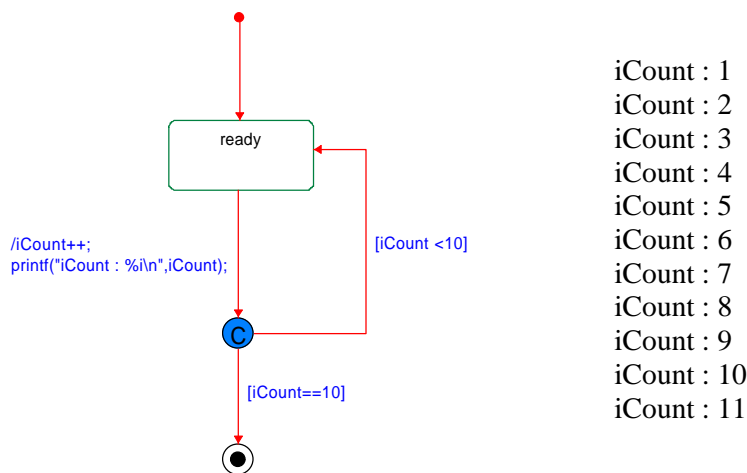 ready
/iCount++;
printf("iCount : %i\n",iCount);
[iCount <10]
C
[iCount==10]
iCount : 1
iCount : 2
iCount : 3
iCount : 4
iCount : 5
iCount : 6
iCount : 7
iCount : 8
iCount : 9
iCount : 10
iCount : 11